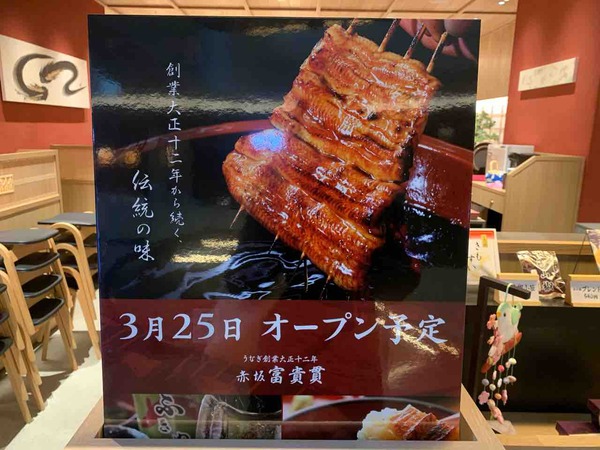 創業大正十二年から続く、
伝統の味
3月25日 オープン予定
うなぎ創業大正十二年
赤坂 富貴貫